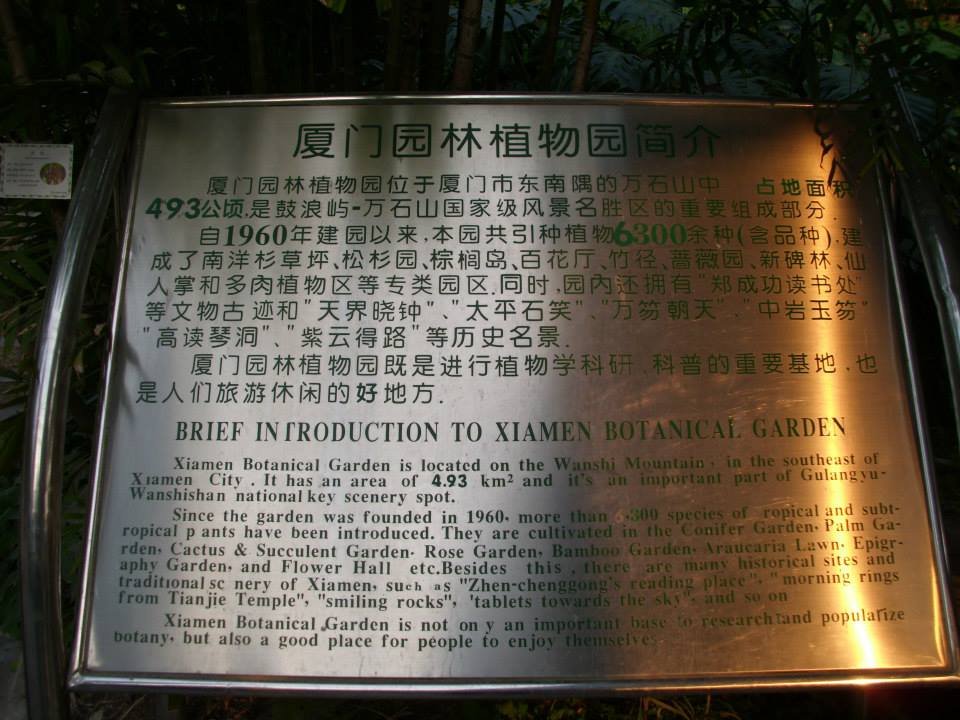 厦门园林植物园简介
厦门园林植物园位于厦门市东南隅的万石山中 占地面积
493公顷.是鼓浪屿-万石山国家级风景名胜区的重要组成部分.
自1960年建园以来,本园共引种植物6300余种(含品种).建
成了南洋杉草坪、松杉园、棕榈岛、百花厅、竹径、蔷薇园、新碑林、仙
人掌和多肉植物区等专类园区.同时,园内还拥有"郑成功读书处"
等文物古迹和"天界晓钟"、"太平石笑"、"万笏朝天"、"中岩玉笏"
"高读琴洞"、"紫云得路"等历史名景.
厦门园林植物园既是进行植物学科研、科普的重要基地,也
是人们旅游休闲的好地方.
BRIEF INTRODUCTION TO XIAMEN BOTANICAL GARDEN
Xiamen Botanical Garden is located on the Wanshi Mountain, in the southeast of
Xiamen City. It has an area of 4.93 km² and it's an important part of Gulangyu-
Wanshishan national key scenery spot.
Since the garden was founded in 1960, more than 6,300 species of ropical and subt-
ropical p ants have been introduced. They are cultivated in the Conifer Garden, Palm Ga-
rden, Cactus & Succulent Garden, Rose Garden, Bamboo Garden, Araucaria Lawn, Epigr-
aphy Garden, and Flower Hall etc.Besides this, there are many historical sites and
traditional sc nery of Xiamen, such as "Zhen-chenggong's reading place", "morning rings
from Tianjie Temple", "smiling rocks", "tablets towards the sky", and so on
Xiamen Botanical Garden is not on y an important base to research and popularize
botany, but also a good place for people to enjoy themselves.